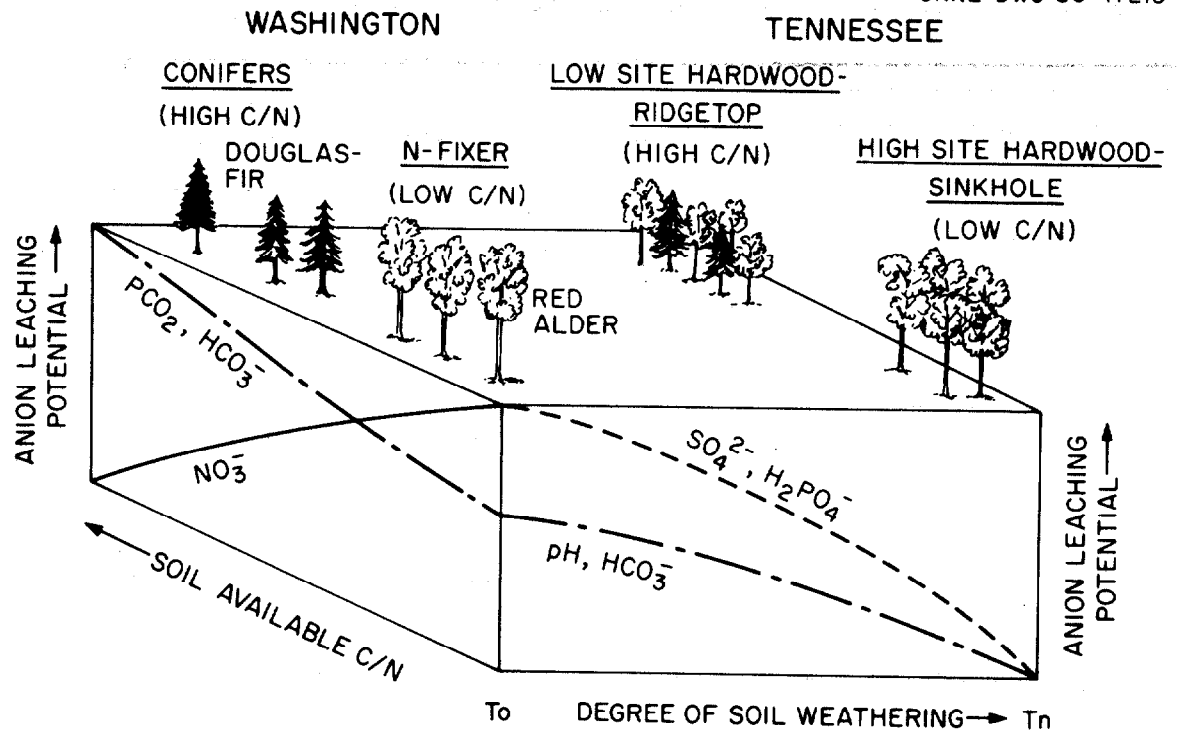 WASHINGTON
TENNESSEE
CONIFERS
(HIGH C/N)
DOUGLAS-
FIR
N-FIXER
(LOW C/N)
LOW SITE HARDWOOD-
RIDGETOP
(HIGH C/N)
HIGH SITE HARDWOOD-
SINKHOLE
(LOW C/N)
RED
ALDER
ANION LEACHING
POTENTIAL →
PCO₂, HCO₃⁻
NO₃⁻
SO₄²⁻, H₂PO₄⁻
pH, HCO₃⁻
ANION LEACHING
POTENTIAL →
← SOIL AVAILABLE C/N
To DEGREE OF SOIL WEATHERING → Tn